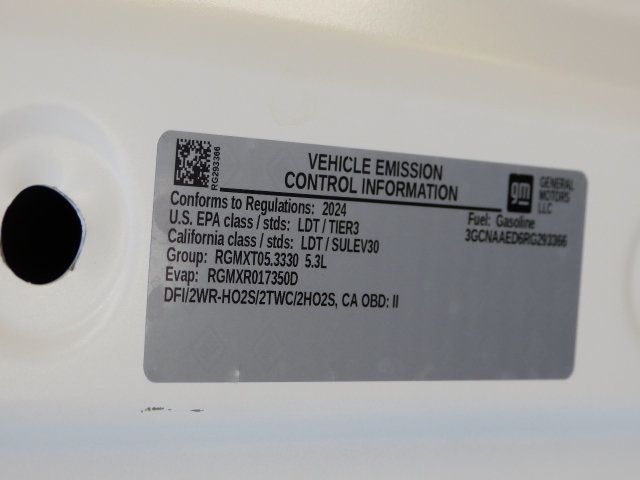 RG293366
VEHICLE EMISSION
CONTROL INFORMATION
gm
GENERAL
MOTORS
LLC
Conforms to Regulations: 2024
U.S. EPA class / stds: LDT / TIER3
California class / stds: LDT / SULEV30
Group: RGMXT05.3330 5.3L
Evap: RGMXR017350D
DFI/2WR-HO2S/2TWC/2HO2S, CA OBD: II
Fuel: Gasoline
3GCNAAED6RG293366